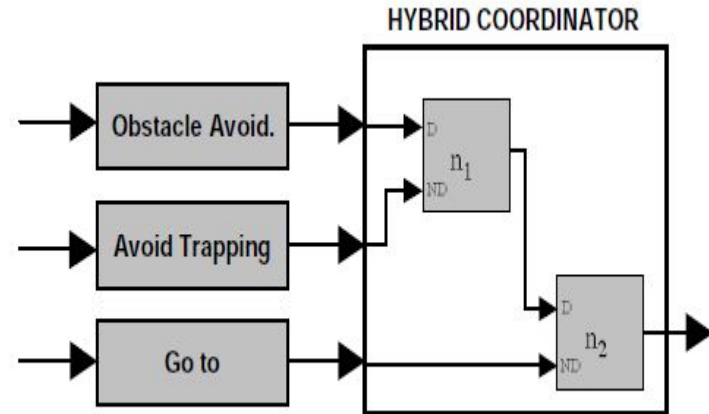 HYBRID COORDINATOR
Obstacle Avoid.
D
n1
ND
Avoid Trapping
D
n2
Go to
ND